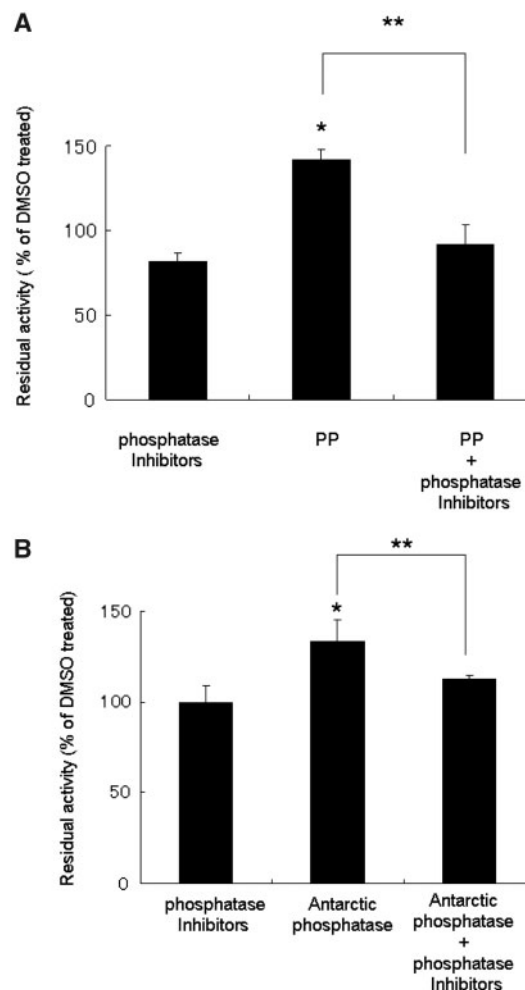 A
**
*
Residual activity ( % of DMSO treated)
150
100
50
0
phosphatase
Inhibitors
PP
PP
+
phosphatase
Inhibitors
B
**
*
Residual activity (% of DMSO treated)
150
100
50
0
phosphatase
Inhibitors
Antarctic
phosphatase
Antarctic
phosphatase
+
phosphatase
Inhibitors